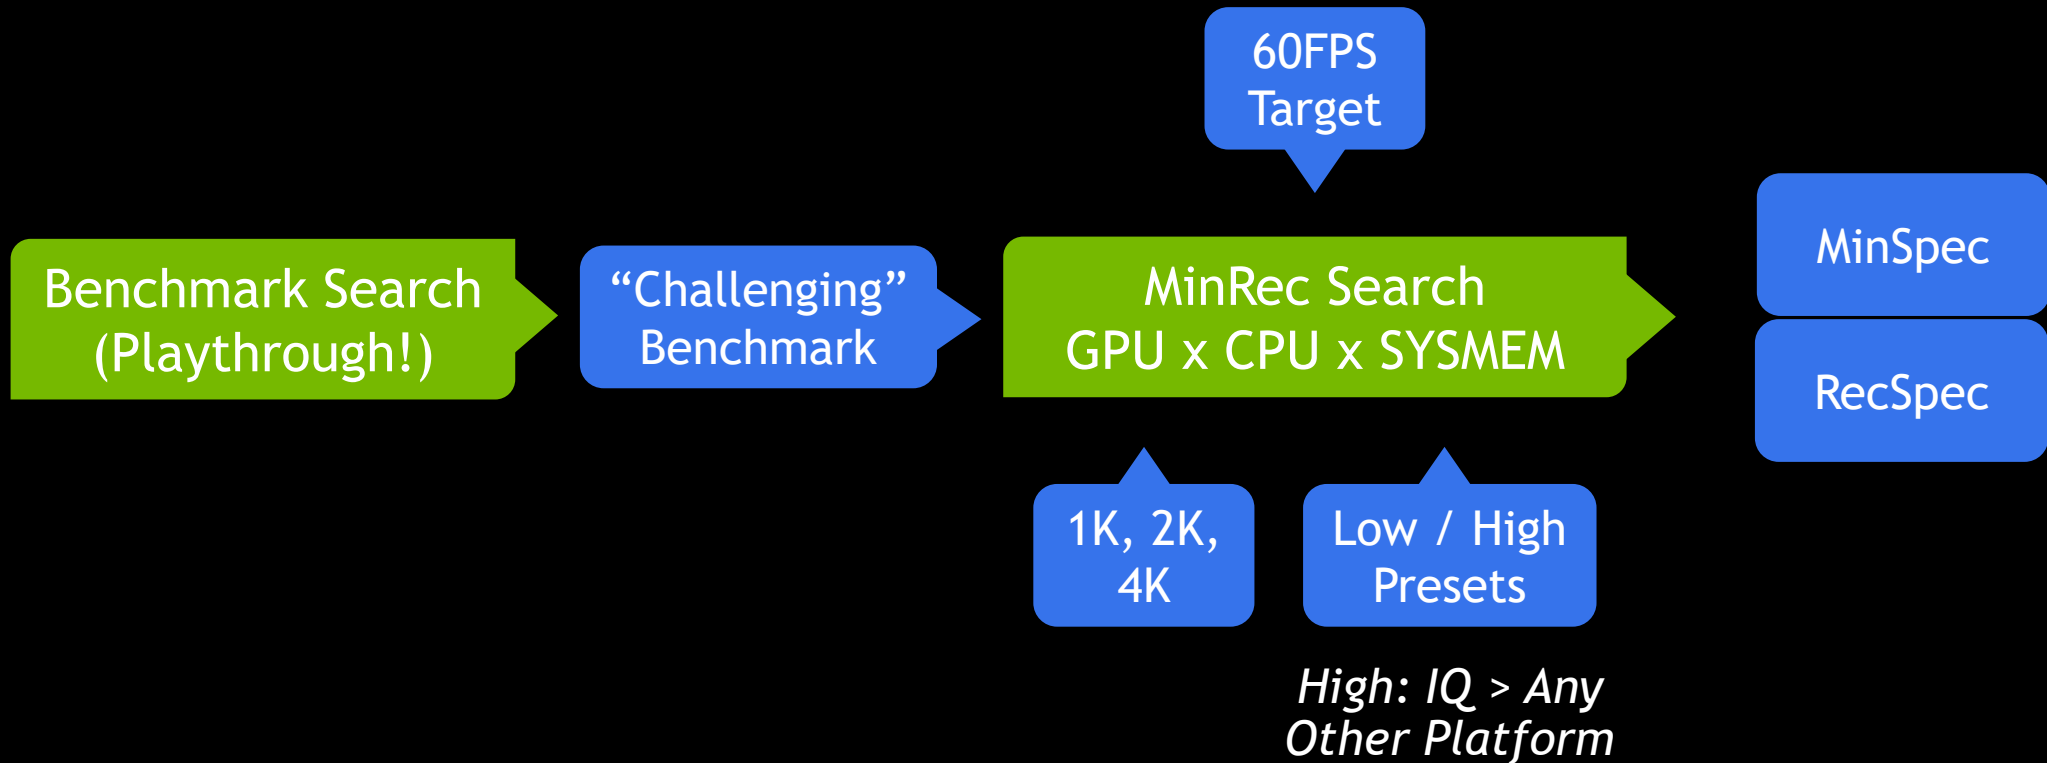 60FPS
Target
Benchmark Search
(Playthrough!)
“Challenging”
Benchmark
MinRec Search
GPU x CPU x SYSMEM
MinSpec
RecSpec
1K, 2K,
4K
Low / High
Presets
High: IQ > Any
Other Platform